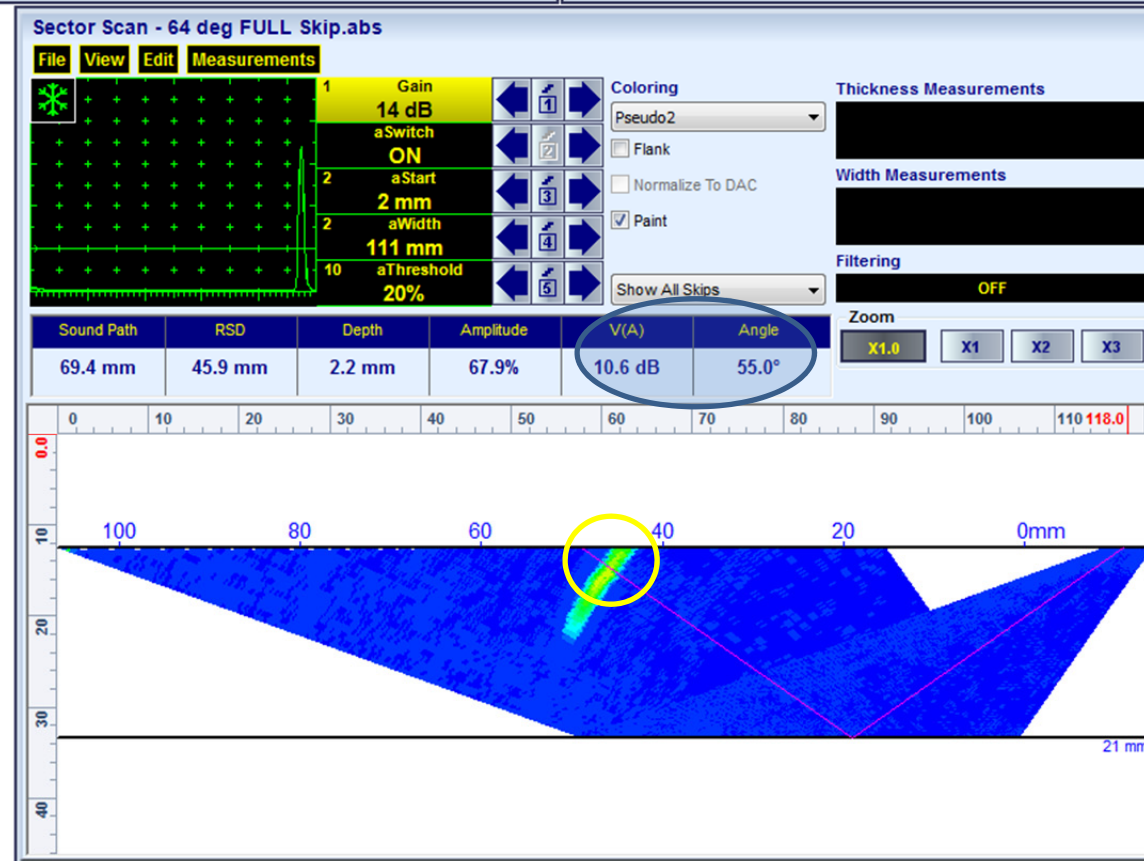 Sector Scan - 64 deg FULL Skip.abs
File View Edit Measurements
1 Gain
14 dB
1
aSwitch
ON
2
2 aStart
2 mm
3
2 aWidth
111 mm
4
10 aThreshold
20%
5
Coloring
Pseudo2
Flank
Normalize To DAC
Paint
Show All Skips
Thickness Measurements
Width Measurements
Filtering
OFF
Zoom
X1.0 X1 X2 X3
Sound Path RSD Depth Amplitude V(A) Angle
69.4 mm 45.9 mm 2.2 mm 67.9% 10.6 dB 55.0°
0 10 20 30 40 50 60 70 80 90 100 110 118.0
0.0
10
20
30
40
100 80 60 40 20 0mm
21 mm